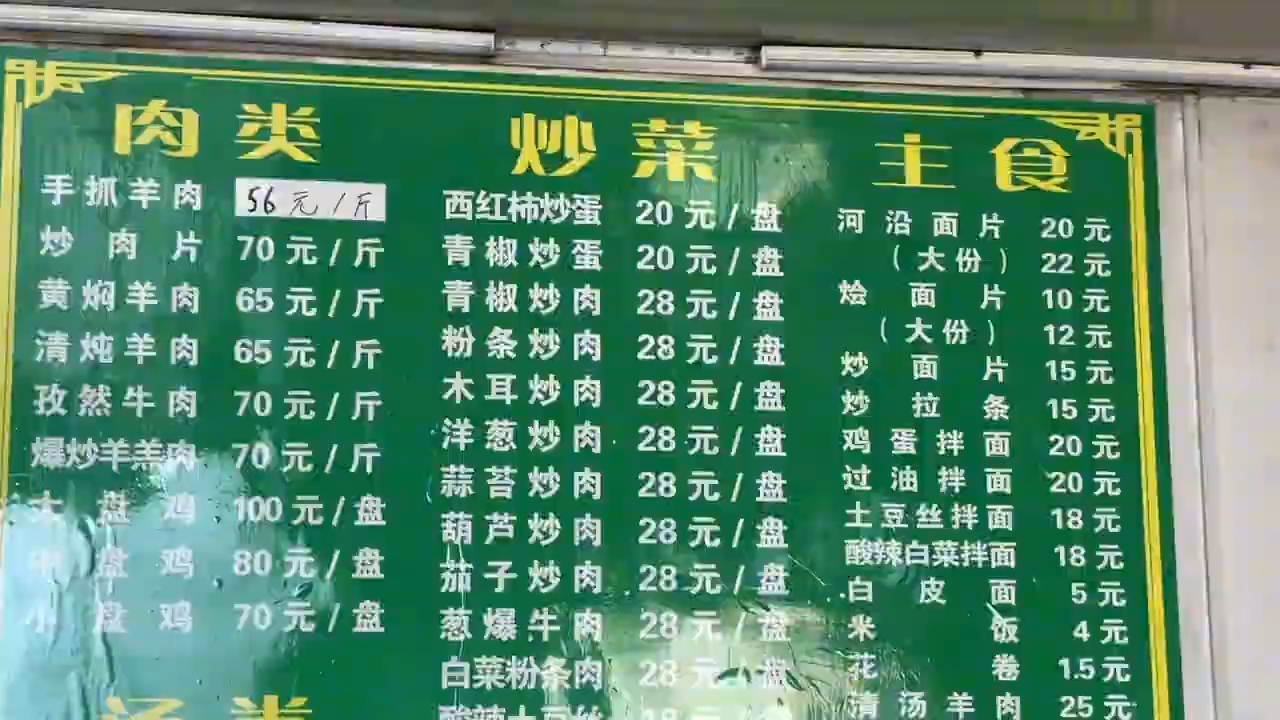 肉类
手抓羊肉 56元/斤
炒肉片 70元/斤
黄焖羊肉 65元/斤
清炖羊肉 65元/斤
孜然牛肉 70元/斤
爆炒羊羔肉 70元/斤
大盘鸡 100元/盘
中盘鸡 80元/盘
小盘鸡 70元/盘
汤类
炒菜
西红柿炒蛋 20元/盘
青椒炒蛋 20元/盘
青椒炒肉 28元/盘
粉条炒肉 28元/盘
木耳炒肉 28元/盘
洋葱炒肉 28元/盘
蒜苔炒肉 28元/盘
葫芦炒肉 28元/盘
茄子炒肉 28元/盘
葱爆牛肉 28元/盘
白菜粉条肉 28元/盘
酸辣土豆丝 18元
主食
河沿面片 20元
(大份) 22元
烩面片 10元
(大份) 12元
炒面片 15元
炒拉条 15元
鸡蛋拌面 20元
过油拌面 20元
土豆丝拌面 18元
酸辣白菜拌面 18元
白皮面 5元
米饭 4元
花卷 1.5元
清汤羊肉 25元